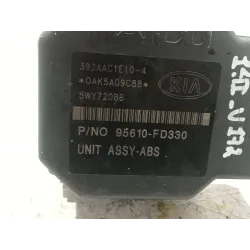 392AAC1E10-4
*OAK5A09C88*
5WY7208B
KIA
P/NO 95610-FD330
UNIT ASSY-ABS